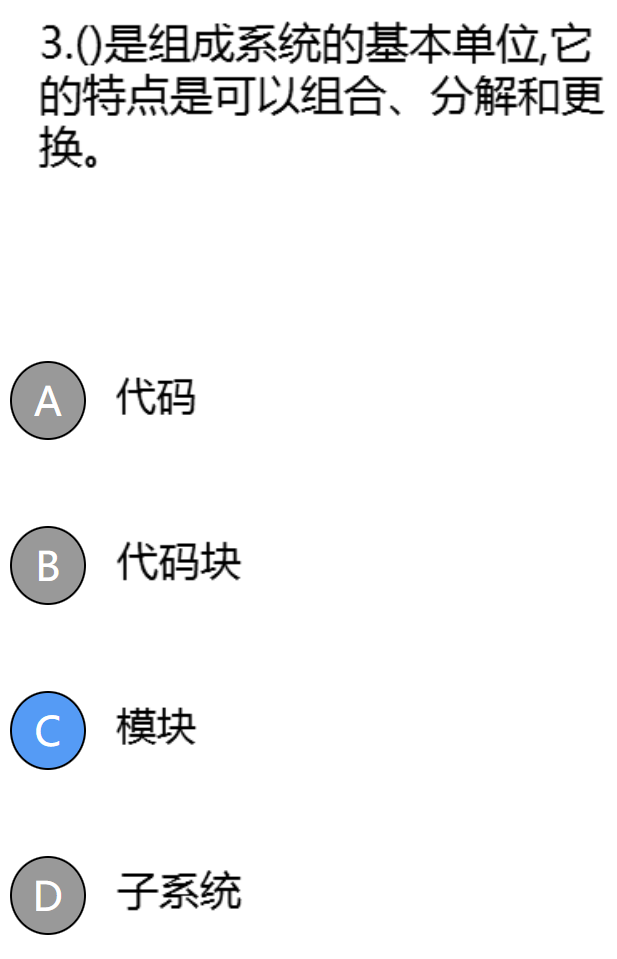 3.()是组成系统的基本单位,它
的特点是可以组合、分解和更
换。
A 代码
B 代码块
C 模块
D 子系统